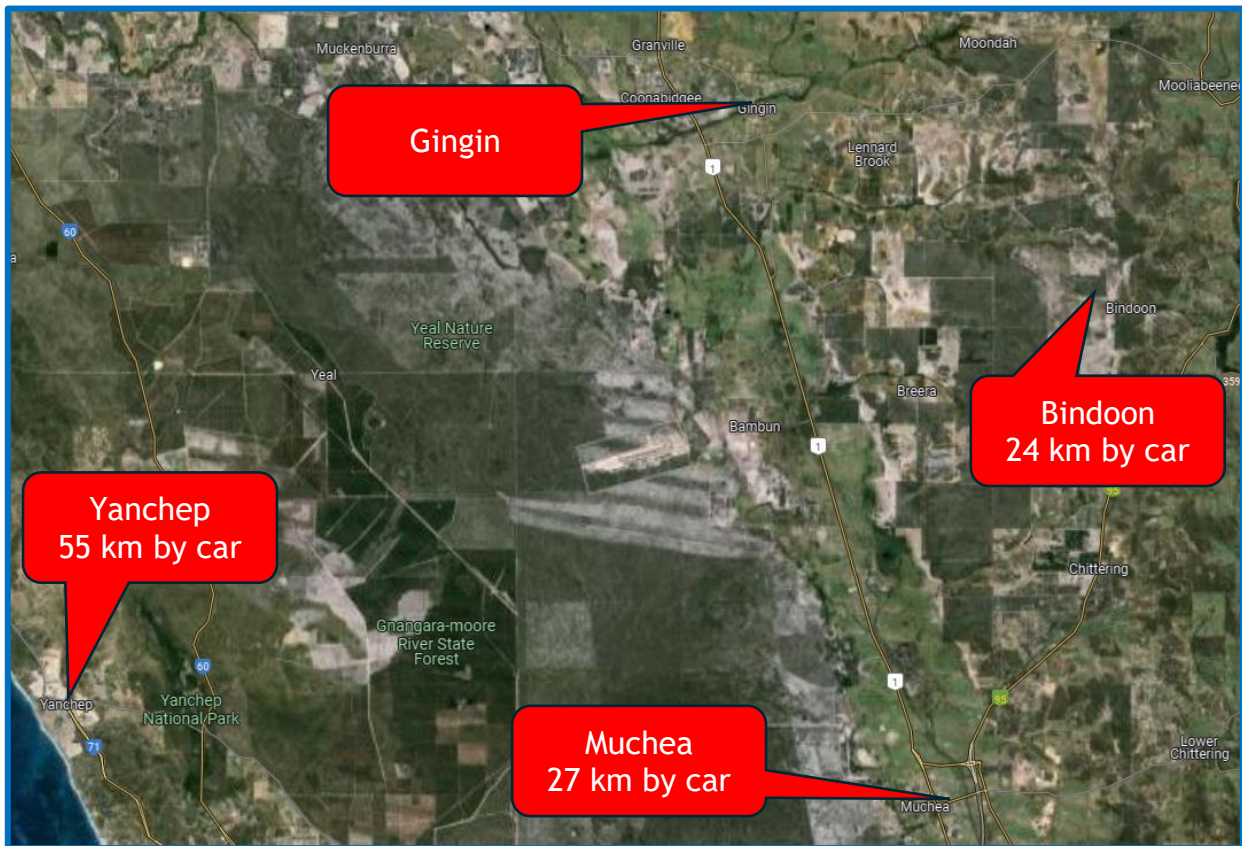 Muckenburra
Granville
Moondah
Mooliabeenee
Coonabidgee
Gingin
Gingin
Lennard
Brook
1
60
a
Yeal Nature
Reserve
Bindoon
Yeal
Breera
359
Bindoon
24 km by car
Bambun
1
95
Yanchep
55 km by car
Chittering
Gnangara-moore
River State
Forest
60
1
95
Yanchep
Yanchep
National Park
71
Muchea
27 km by car
Lower
Chittering
Muchea